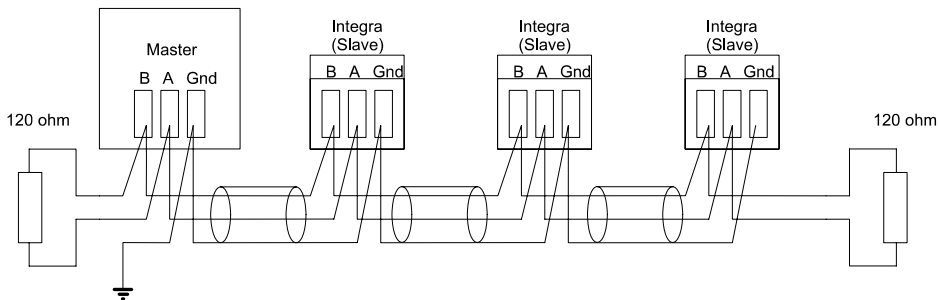 Master
B A Gnd
Integra
(Slave)
B A Gnd
Integra
(Slave)
B A Gnd
Integra
(Slave)
B A Gnd
120 ohm
120 ohm